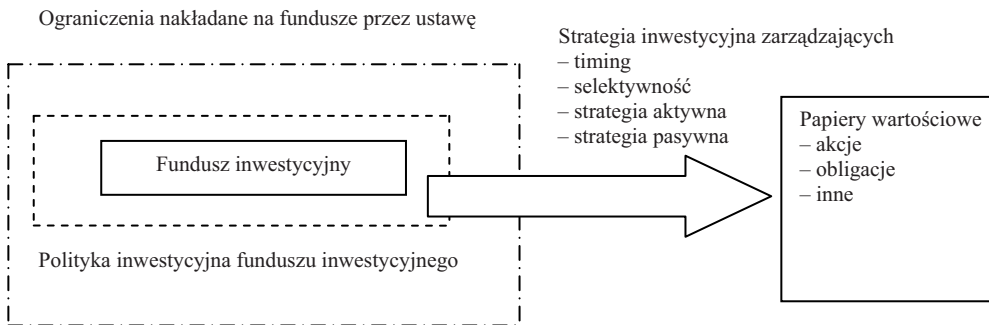 Ograniczenia nakładane na fundusze przez ustawę
Strategia inwestycyjna zarządzających
– timing
– selektywność
– strategia aktywna
– strategia pasywna
Papiery wartościowe
– akcje
– obligacje
– inne
Fundusz inwestycyjny
Polityka inwestycyjna funduszu inwestycyjnego